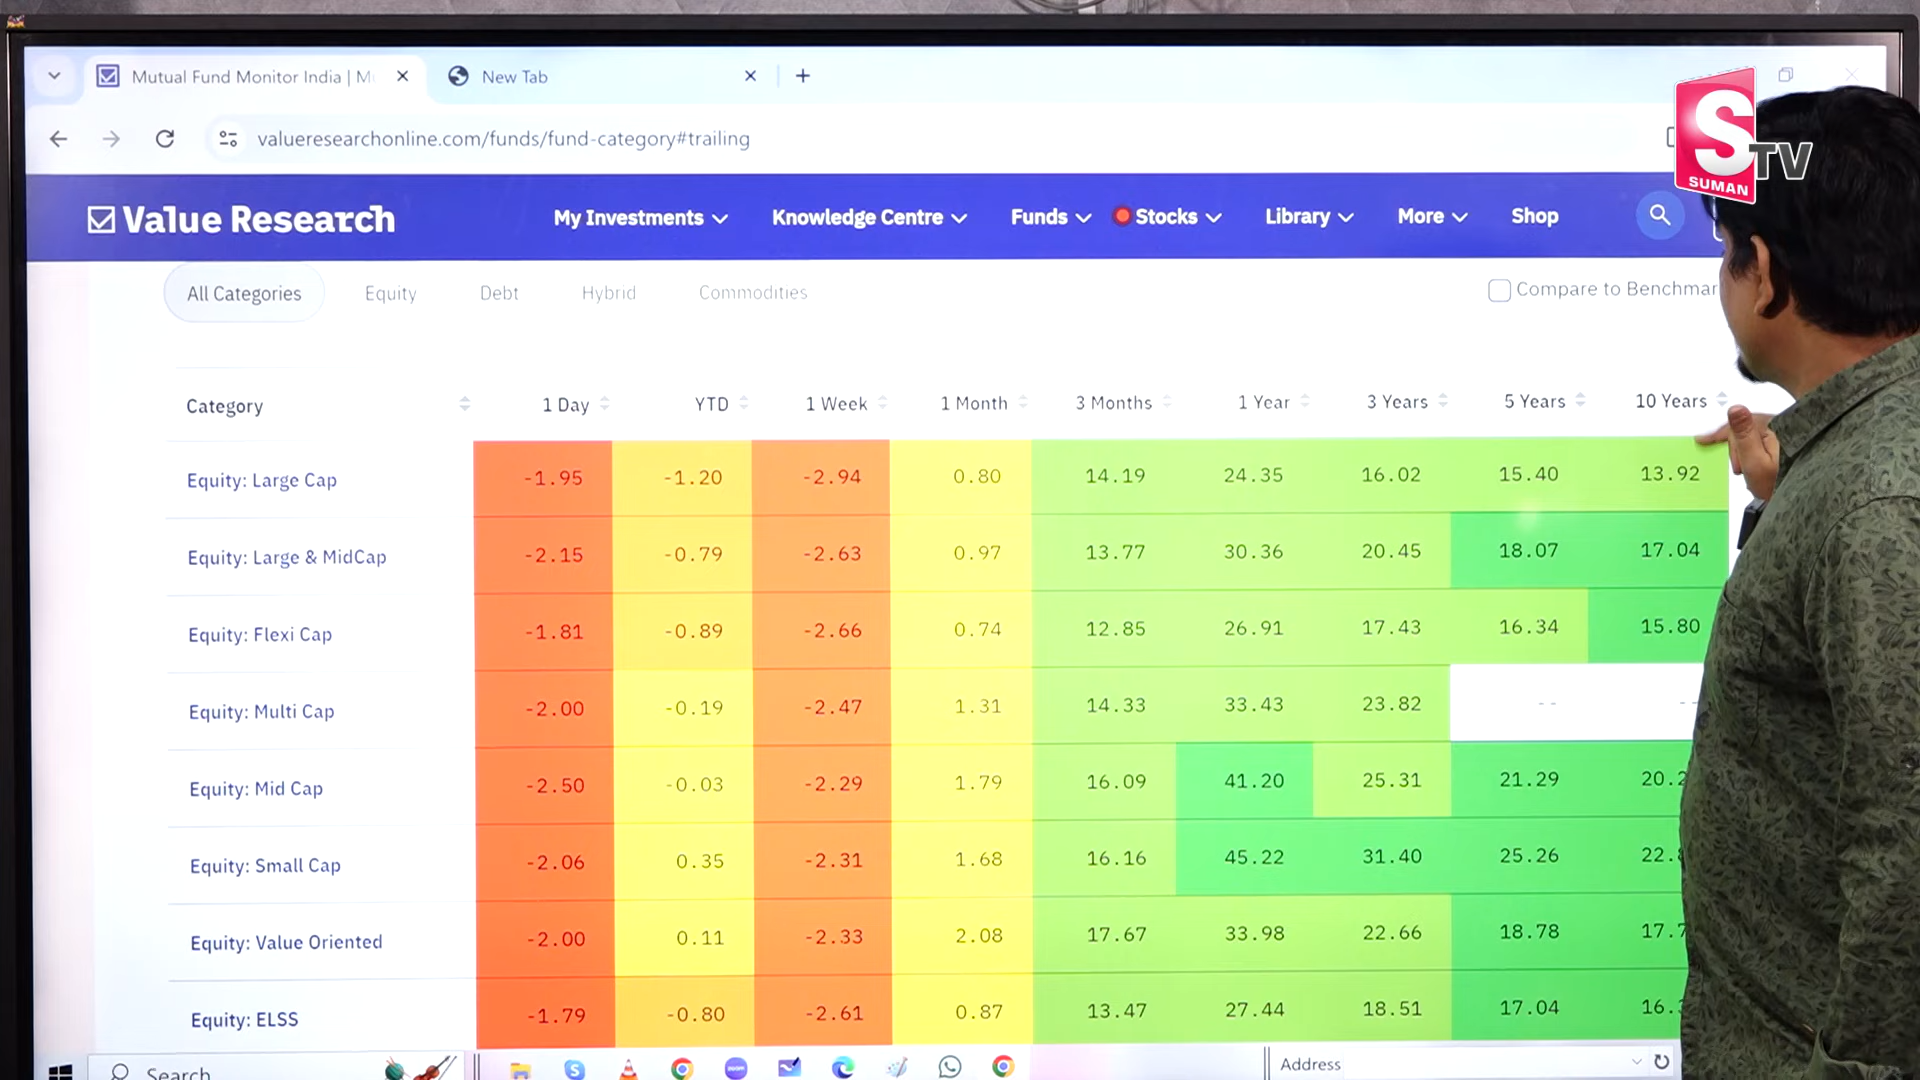 Mutual Fund Monitor India | M
New Tab
valueresearchonline.com/funds/fund-category#trailing
S
TV
SUMAN
Value Research
My Investments
Knowledge Centre
Funds
Stocks
Library
More
Shop
All Categories
Equity
Debt
Hybrid
Commodities
Compare to Benchmar
Category 1 Day YTD 1 Week 1 Month 3 Months 1 Year 3 Years 5 Years 10 Years
Equity: Large Cap -1.95 -1.20 -2.94 0.80 14.19 24.35 16.02 15.40 13.92
Equity: Large & MidCap -2.15 -0.79 -2.63 0.97 13.77 30.36 20.45 18.07 17.04
Equity: Flexi Cap -1.81 -0.89 -2.66 0.74 12.85 26.91 17.43 16.34 15.80
Equity: Multi Cap -2.00 -0.19 -2.47 1.31 14.33 33.43 23.82 -- --
Equity: Mid Cap -2.50 -0.03 -2.29 1.79 16.09 41.20 25.31 21.29 20.2
Equity: Small Cap -2.06 0.35 -2.31 1.68 16.16 45.22 31.40 25.26 22.
Equity: Value Oriented -2.00 0.11 -2.33 2.08 17.67 33.98 22.66 18.78 17.7
Equity: ELSS -1.79 -0.80 -2.61 0.87 13.47 27.44 18.51 17.04 16.
Search
Address